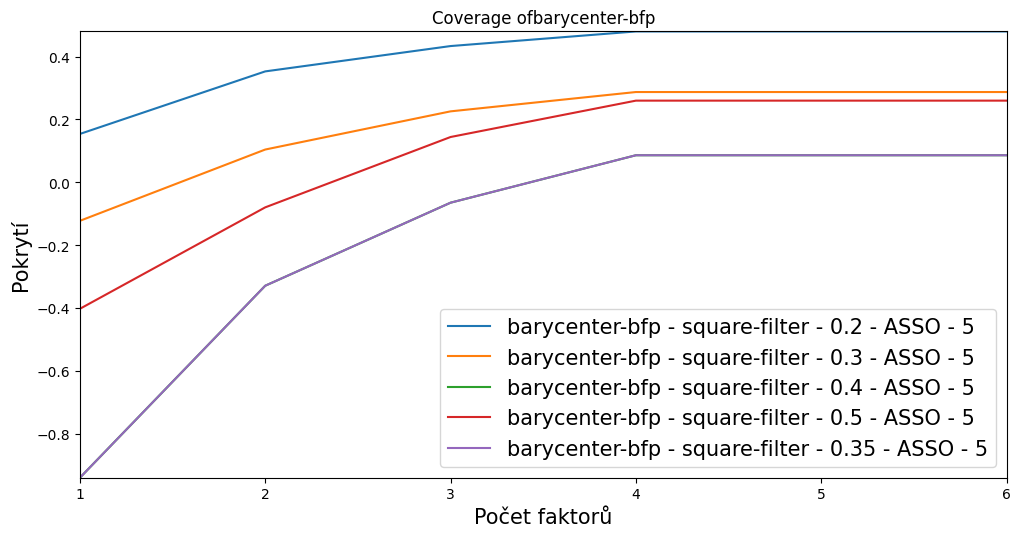 Coverage ofbarycenter-bfp
0.4
0.2
0.0
−0.2
−0.4
−0.6
−0.8
Pokrytí
barycenter-bfp - square-filter - 0.2 - ASSO - 5
barycenter-bfp - square-filter - 0.3 - ASSO - 5
barycenter-bfp - square-filter - 0.4 - ASSO - 5
barycenter-bfp - square-filter - 0.5 - ASSO - 5
barycenter-bfp - square-filter - 0.35 - ASSO - 5
1 2 3 4 5 6
Počet faktorů